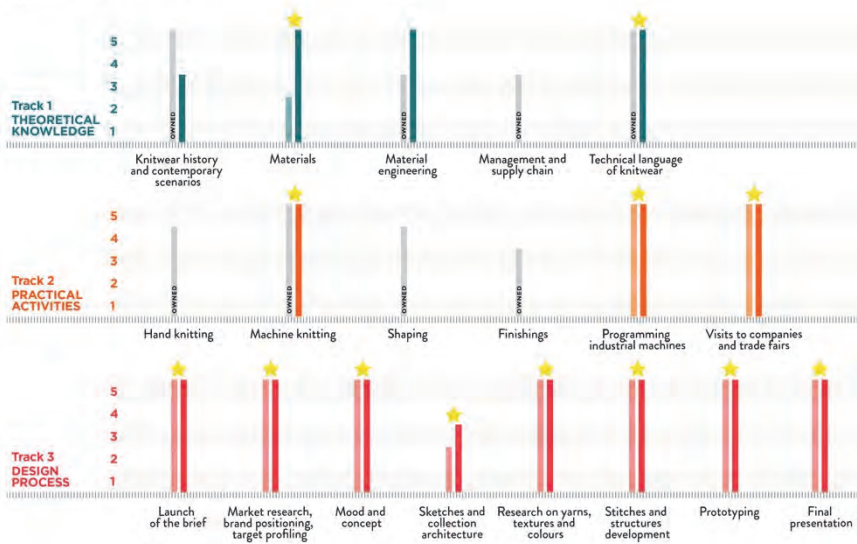 5
4
3
2
1
Track 1
THEORETICAL
KNOWLEDGE
OWNED
OWNED
OWNED
OWNED
Knitwear history
and contemporary
scenarios
Materials
Material
engineering
Management and
supply chain
Technical language
of knitwear
5
4
3
2
1
Track 2
PRACTICAL
ACTIVITIES
OWNED
OWNED
OWNED
OWNED
Hand knitting
Machine knitting
Shaping
Finishings
Programming
industrial machines
Visits to companies
and trade fairs
5
4
3
2
1
Track 3
DESIGN
PROCESS
Launch
of the brief
Market research,
brand positioning,
target profiling
Mood and
concept
Sketches and
collection
architecture
Research on yarns,
textures and
colours
Stitches and
structures
development
Prototyping
Final
presentation